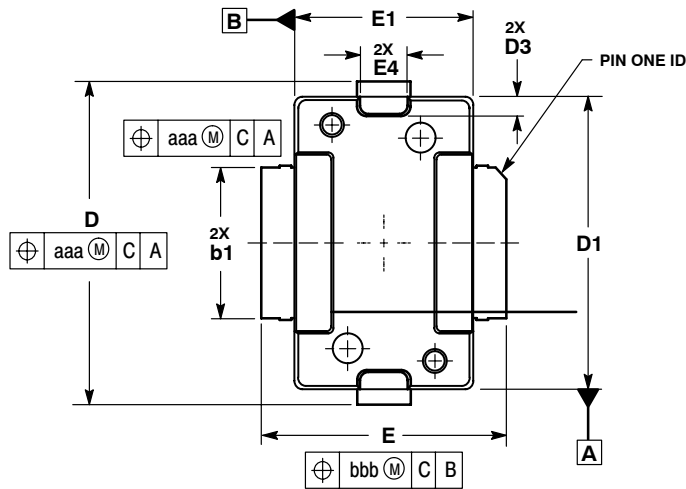 B
E1
2X
D3
2X
E4
PIN ONE ID
⌖ aaa Ⓜ C A
D
⌖ aaa Ⓜ C A
2X
b1
D1
E
A
⌖ bbb Ⓜ C B